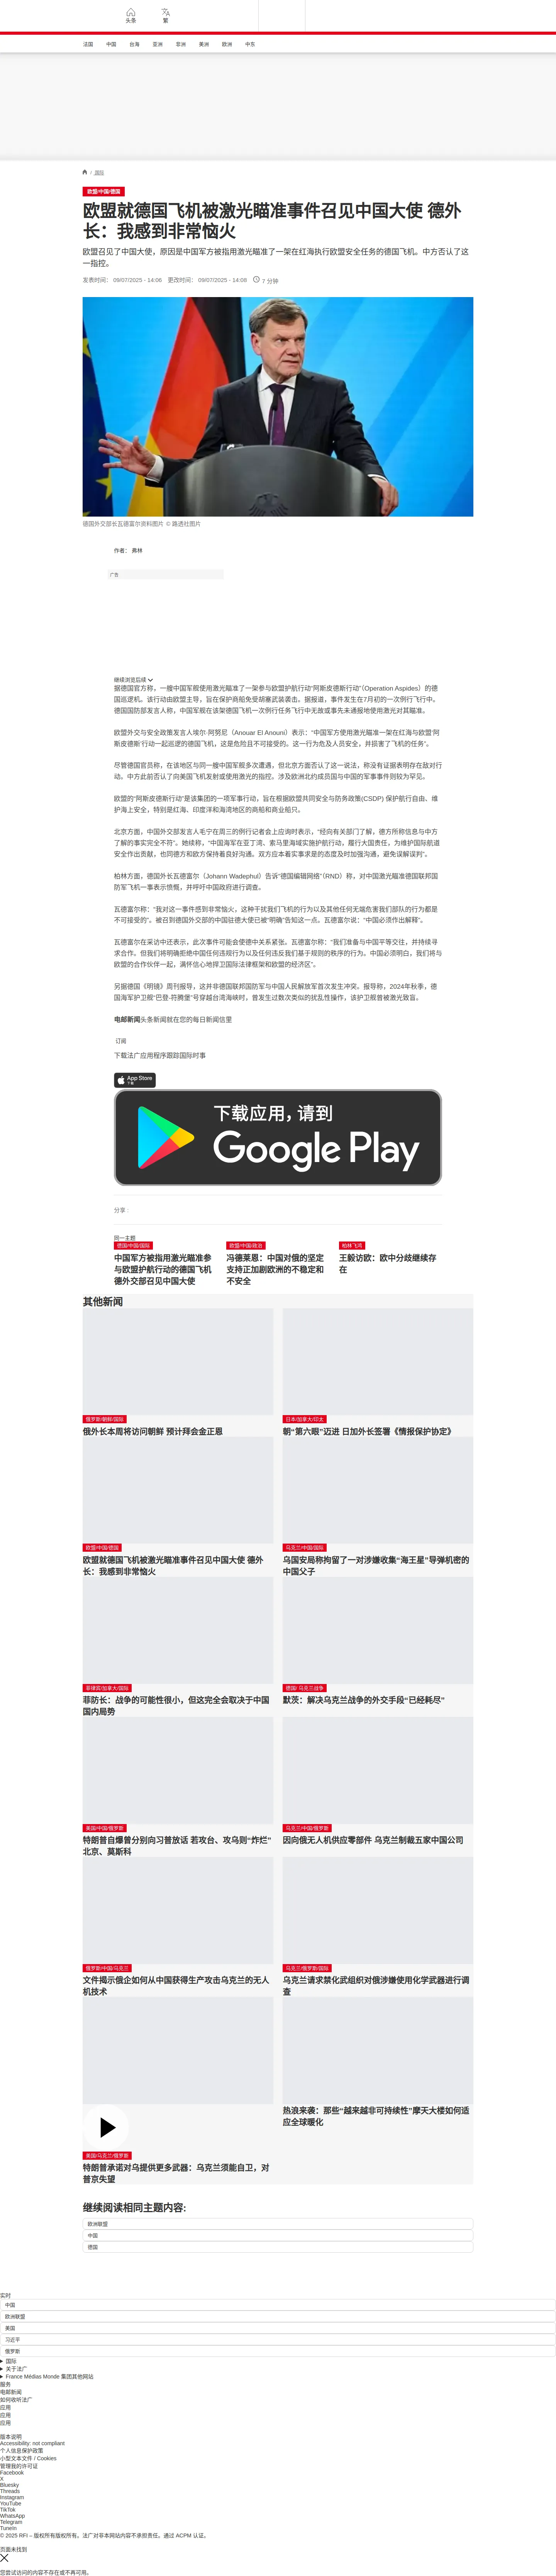 头条
繁
法国
中国
台海
亚洲
非洲
美洲
欧洲
中东
国际
欧盟/中国/德国
欧盟就德国飞机被激光瞄准事件召见中国大使 德外
长：我感到非常恼火
欧盟召见了中国大使，原因是中国军方被指用激光瞄准了一架在红海执行欧盟安全任务的德国飞机。中方否认了这
一指控。
发表时间： 09/07/2025 - 14:06 更改时间： 09/07/2025 - 14:06 7 分钟
德国外交部长瓦德富尔资料图片 © 路透社图片
作者： 弗林
广告
继续浏览后续
据德国官方称，一艘中国军舰使用激光瞄准了一架参与欧盟护航行动“阿斯皮德斯行动”（Operation Aspides）的德
国巡逻机。该行动由欧盟主导，旨在保护商船免受胡塞武装袭击。据报道，事件发生在7月初的一次例行飞行中。
德国国防部发言人称，中国军舰在该架德国飞机一次例行任务飞行中无故或事先未通报地使用激光对其瞄准。
欧盟外交与安全政策发言人埃尔·阿努尼（Anouar El Anouni）表示：“中国军方使用激光瞄准一架在红海与欧盟‘阿
斯皮德斯’行动一起巡逻的德国飞机，这是危险且不可接受的。这一行为危及人员安全，并损害了飞机的任务”。
尽管德国官员称，在该地区与同一艘中国军舰多次遭遇，但北京方面否认了这一说法，称没有证据表明存在敌对行
动。中方此前否认了向美国飞机发射或使用激光的指控。涉及欧洲北约成员国与中国的军事事件则较为罕见。
欧盟的“阿斯皮德斯行动”是该集团的一项军事行动，旨在根据欧盟共同安全与防务政策(CSDP) 保护航行自由、维
护海上安全，特别是红海、印度洋和海湾地区的商船和商业船只。
北京方面，中国外交部发言人毛宁在周三的例行记者会上应询时表示，“经向有关部门了解，德方所称信息与中方
了解的事实完全不符”。她续称，“中国海军在亚丁湾、索马里海域实施护航行动，履行大国责任，为维护国际航道
安全作出贡献，也同德方和欧方保持着良好沟通。双方应本着实事求是的态度及时加强沟通，避免误解误判”。
柏林方面，德国外长瓦德富尔（Johann Wadephul）告诉“德国编辑网络”（RND）称，对中国激光瞄准德国联邦国
防军飞机一事表示愤慨，并呼吁中国政府进行调查。
瓦德富尔称：“我对这一事件感到非常恼火，这种干扰我们飞机的行为以及其他任何无端危害我们部队的行为都是
不可接受的”。被召到德国外交部的中国驻德大使已被“明确”告知这一点。瓦德富尔说：“中国必须作出解释”。
瓦德富尔在采访中还表示，此次事件可能会使德中关系紧张。瓦德富尔称：“我们准备与中国平等交往，并持续寻
求合作。但我们将明确拒绝中国任何违规行为以及任何违反我们基于规则的秩序的行为。中国必须明白，我们将与
欧盟的合作伙伴一起，满怀信心地捍卫国际法律框架和欧盟的经济区”。
另据德国《明镜》周刊报导，这并非德国联邦国防军与中国人民解放军首次发生冲突。报导称，2024年秋季，德
国海军护卫舰“巴登-符腾堡”号穿越台湾海峡时，曾发生过数次类似的扰乱性操作，该护卫舰曾被激光致盲。
电邮新闻头条新闻就在您的每日新闻信里
订阅
下载法广应用程序跟踪国际时事
App Store
下载
下载应用，请到
Google Play
分享 :
同一主题
德国/中国/国际
中国军方被指用激光瞄准参
与欧盟护航行动的德国飞机
德外交部召见中国大使
欧盟/中国/政治
冯德莱恩：中国对俄的坚定
支持正加剧欧洲的不稳定和
不安全
柏林飞鸿
王毅访欧：欧中分歧继续存
在
其他新闻
俄罗斯/朝鲜/国际
俄外长本周将访问朝鲜 预计拜会金正恩
日本/加拿大/印太
朝“第六眼”迈进 日加外长签署《情报保护协定》
欧盟/中国/德国
欧盟就德国飞机被激光瞄准事件召见中国大使 德外
长：我感到非常恼火
乌克兰/中国/国际
乌国安局称拘留了一对涉嫌收集“海王星”导弹机密的
中国父子
菲律宾/加拿大/国际
菲防长：战争的可能性很小，但这完全会取决于中国
国内局势
德国/ 乌克兰战争
默茨：解决乌克兰战争的外交手段“已经耗尽”
美国/中国/俄罗斯
特朗普自爆曾分别向习普放话 若攻台、攻乌则“炸烂”
北京、莫斯科
乌克兰/中国/俄罗斯
因向俄无人机供应零部件 乌克兰制裁五家中国公司
俄罗斯/中国/乌克兰
文件揭示俄企如何从中国获得生产攻击乌克兰的无人
机技术
乌克兰/俄罗斯/国际
乌克兰请求禁化武组织对俄涉嫌使用化学武器进行调
查
美国/乌克兰/俄罗斯
特朗普承诺对乌提供更多武器：乌克兰须能自卫，对
普京失望
热浪来袭：那些“越来越非可持续性”摩天大楼如何适
应全球暖化
继续阅读相同主题内容:
欧洲联盟
中国
德国
实时
中国
欧洲联盟
美国
习近平
俄罗斯
国际
关于法广
France Médias Monde 集团其他网站
服务
电邮新闻
如何收听法广
应用
应用
应用
版本说明
Accessibility: not compliant
个人信息保护政策
小型文本文件 / Cookies
管理我的许可证
Facebook
X
Bluesky
Threads
Instagram
YouTube
TikTok
WhatsApp
Telegram
TuneIn
© 2025 RFI – 版权所有版权所有。法广对非本网站内容不承担责任。通过 ACPM 认证。
页面未找到
您尝试访问的内容不存在或不再可用。